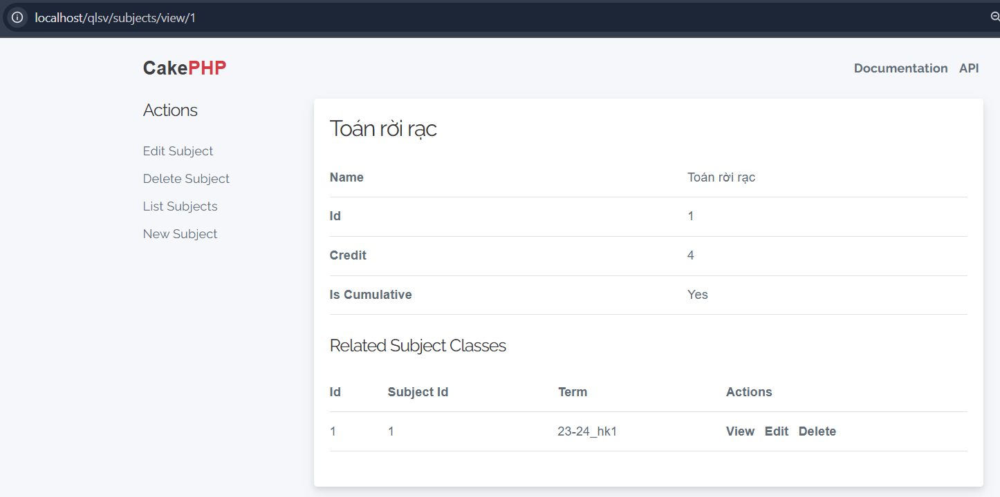 localhost/qlsv/subjects/view/1
CakePHP
Documentation API
Actions
Edit Subject
Delete Subject
List Subjects
New Subject
Toán rời rạc
Name Toán rời rạc
Id 1
Credit 4
Is Cumulative Yes
Related Subject Classes
Id Subject Id Term Actions
1 1 23-24_hk1 View Edit Delete